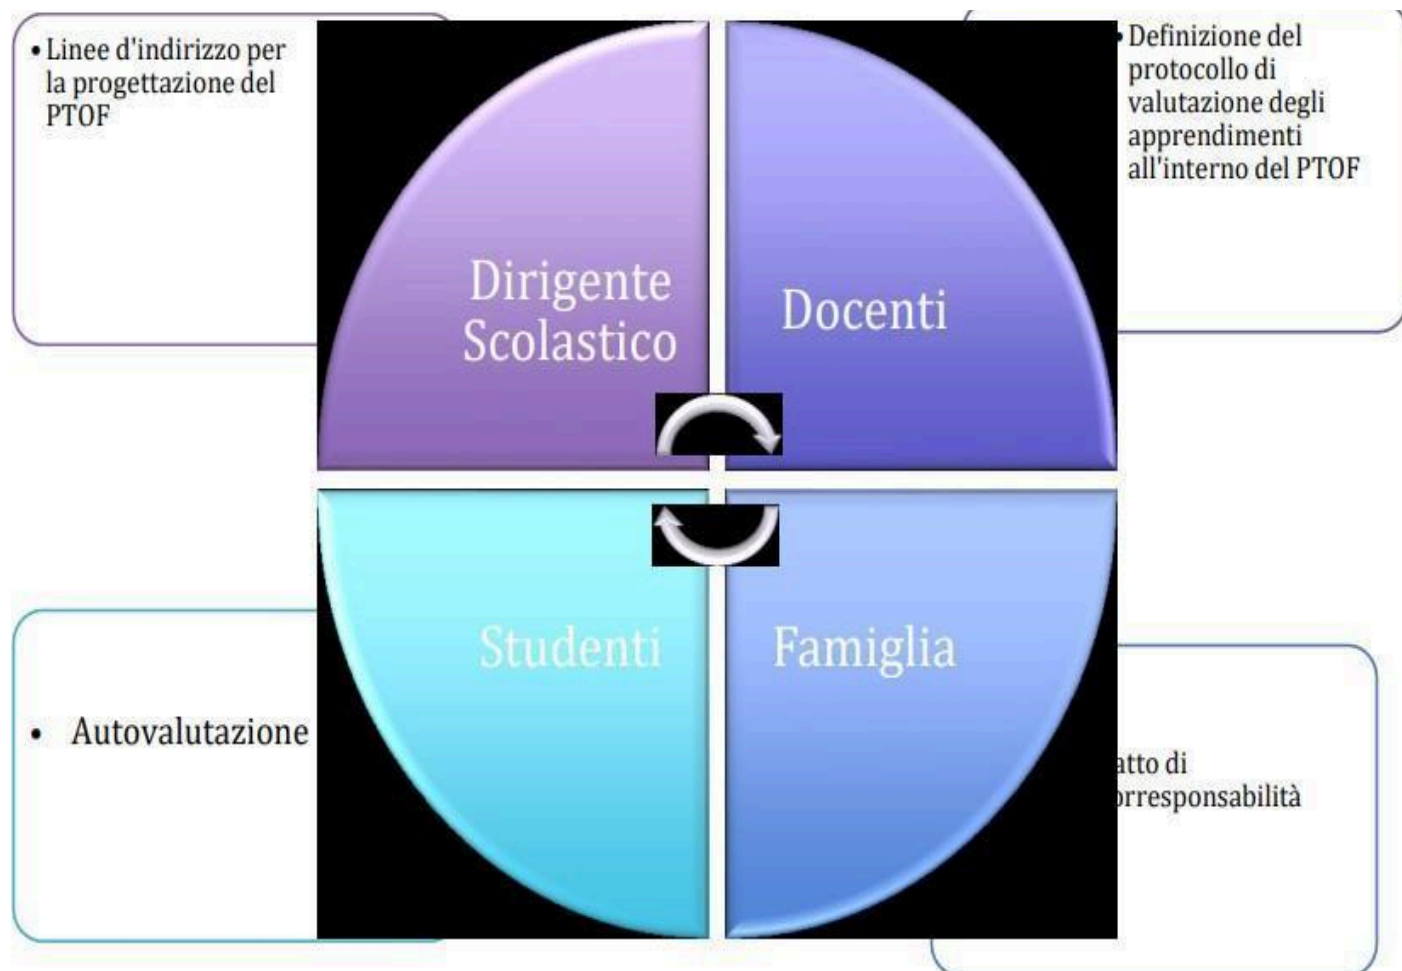 • Linee d'indirizzo per
la progettazione del
PTOF
• Definizione del
protocollo di
valutazione degli
apprendimenti
all'interno del PTOF
Dirigente
Scolastico
Docenti
Studenti
Famiglia
• Autovalutazione
atto di
orresponsabilità